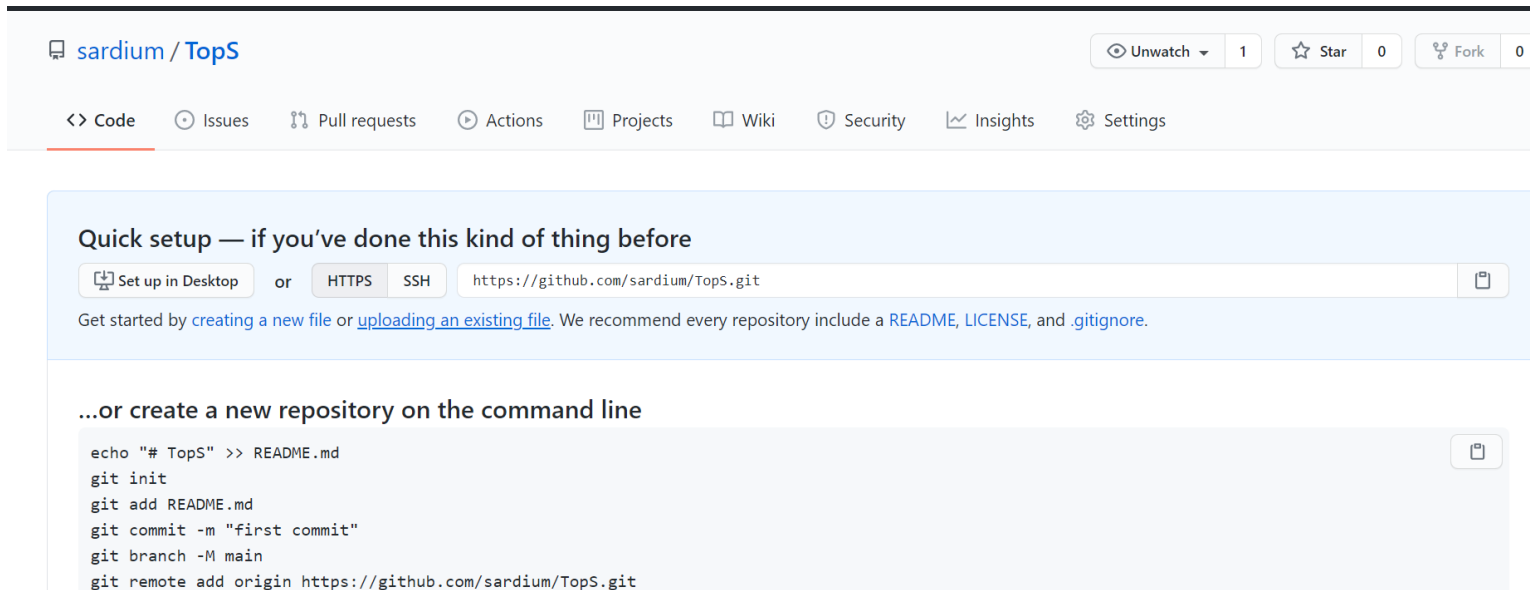 sardium / TopS
Unwatch 1 Star 0 Fork 0
<> Code Issues Pull requests Actions Projects Wiki Security Insights Settings
Quick setup — if you’ve done this kind of thing before
Set up in Desktop or HTTPS SSH https://github.com/sardium/TopS.git
Get started by creating a new file or uploading an existing file. We recommend every repository include a README, LICENSE, and .gitignore.
…or create a new repository on the command line
echo "# TopS" >> README.md
git init
git add README.md
git commit -m "first commit"
git branch -M main
git remote add origin https://github.com/sardium/TopS.git